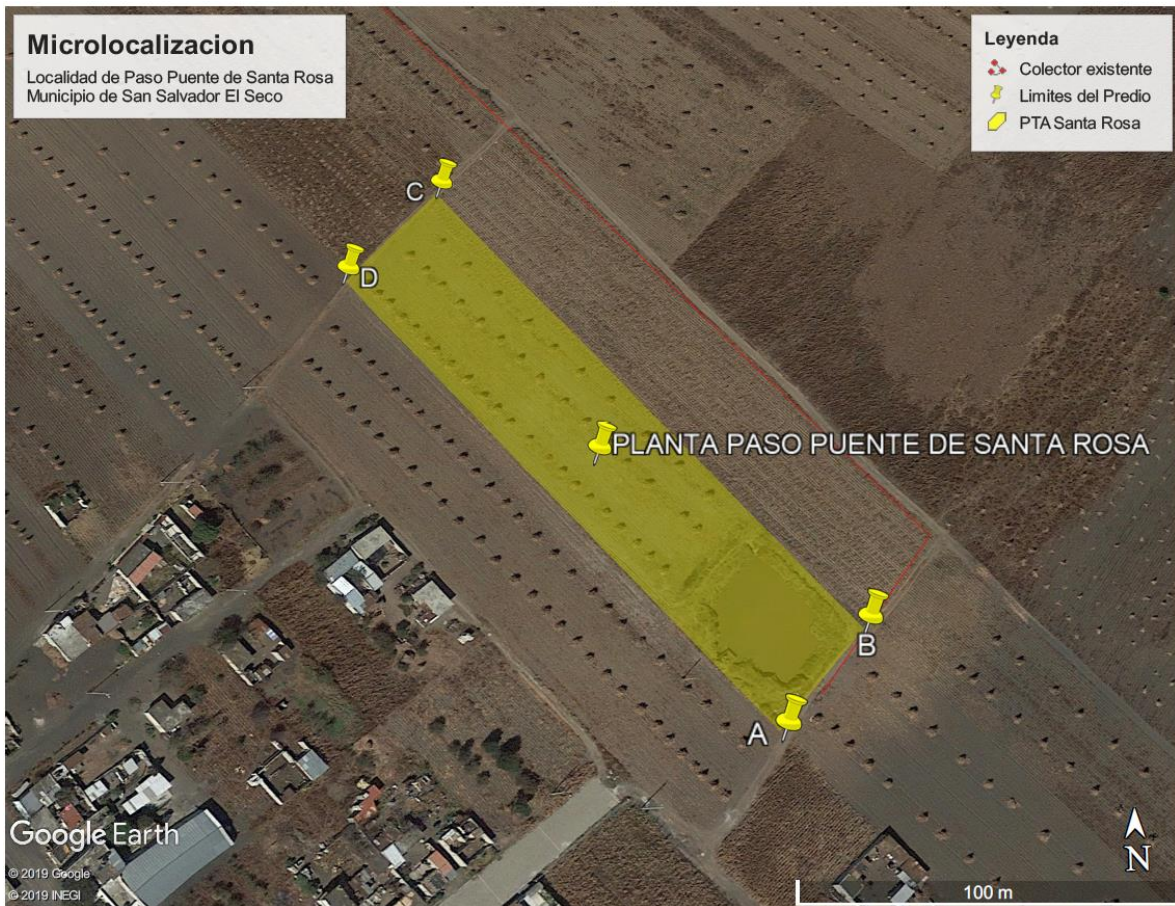 Microlocalizacion
Localidad de Paso Puente de Santa Rosa
Municipio de San Salvador El Seco
Leyenda
Colector existente
Limites del Predio
PTA Santa Rosa
C
D
PLANTA PASO PUENTE DE SANTA ROSA
B
A
Google Earth
© 2019 Google
© 2019 INEGI
N
100 m